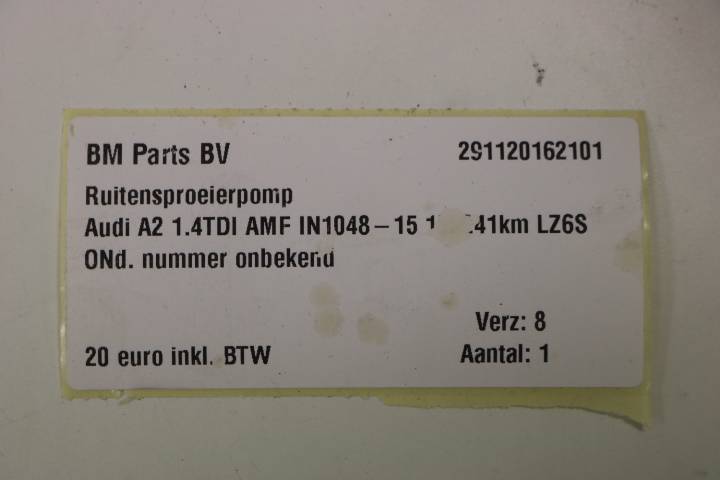 BM Parts BV 291120162101
Ruitensproeierpomp
Audi A2 1.4TDI AMF IN1048-15 LZ6S
ONd. nummer onbekend
Verz: 8
20 euro inkl. BTW Aantal: 1